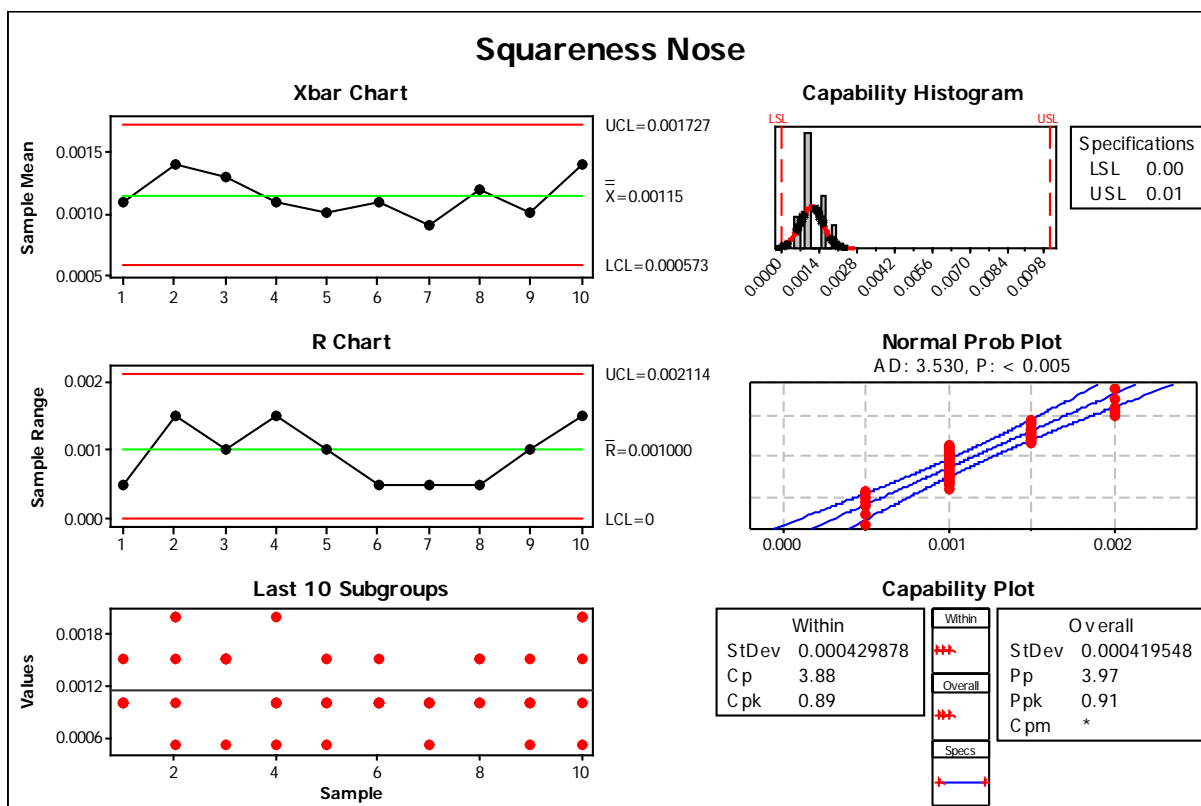 Squareness Nose
Xbar Chart
Sample Mean
0.0015
0.0010
0.0005
1 2 3 4 5 6 7 8 9 10
UCL=0.001727
X=0.00115
LCL=0.000573
Capability Histogram
LSL USL
0.0000 0.0014 0.0028 0.0042 0.0056 0.0070 0.0084 0.0098
Specifications
LSL 0.00
USL 0.01
R Chart
Sample Range
0.002
0.001
0.000
1 2 3 4 5 6 7 8 9 10
UCL=0.002114
R=0.001000
LCL=0
Normal Prob Plot
AD: 3.530, P: < 0.005
0.000 0.001 0.002
Last 10 Subgroups
Values
0.0018
0.0012
0.0006
2 4 6 8 10
Sample
Capability Plot
Within
StDev 0.000429878
Cp 3.88
Cpk 0.89
Within
Overall
Specs
Overall
StDev 0.000419548
Pp 3.97
Ppk 0.91
Cpm *